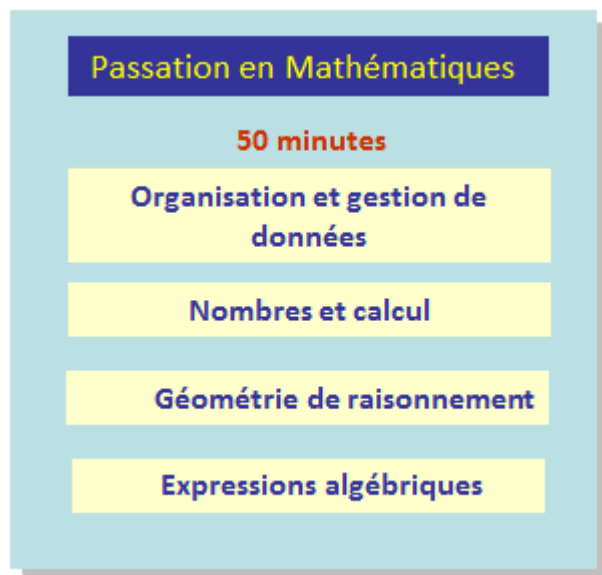 Passation en Mathématiques
50 minutes
Organisation et gestion de
données
Nombres et calcul
Géométrie de raisonnement
Expressions algébriques